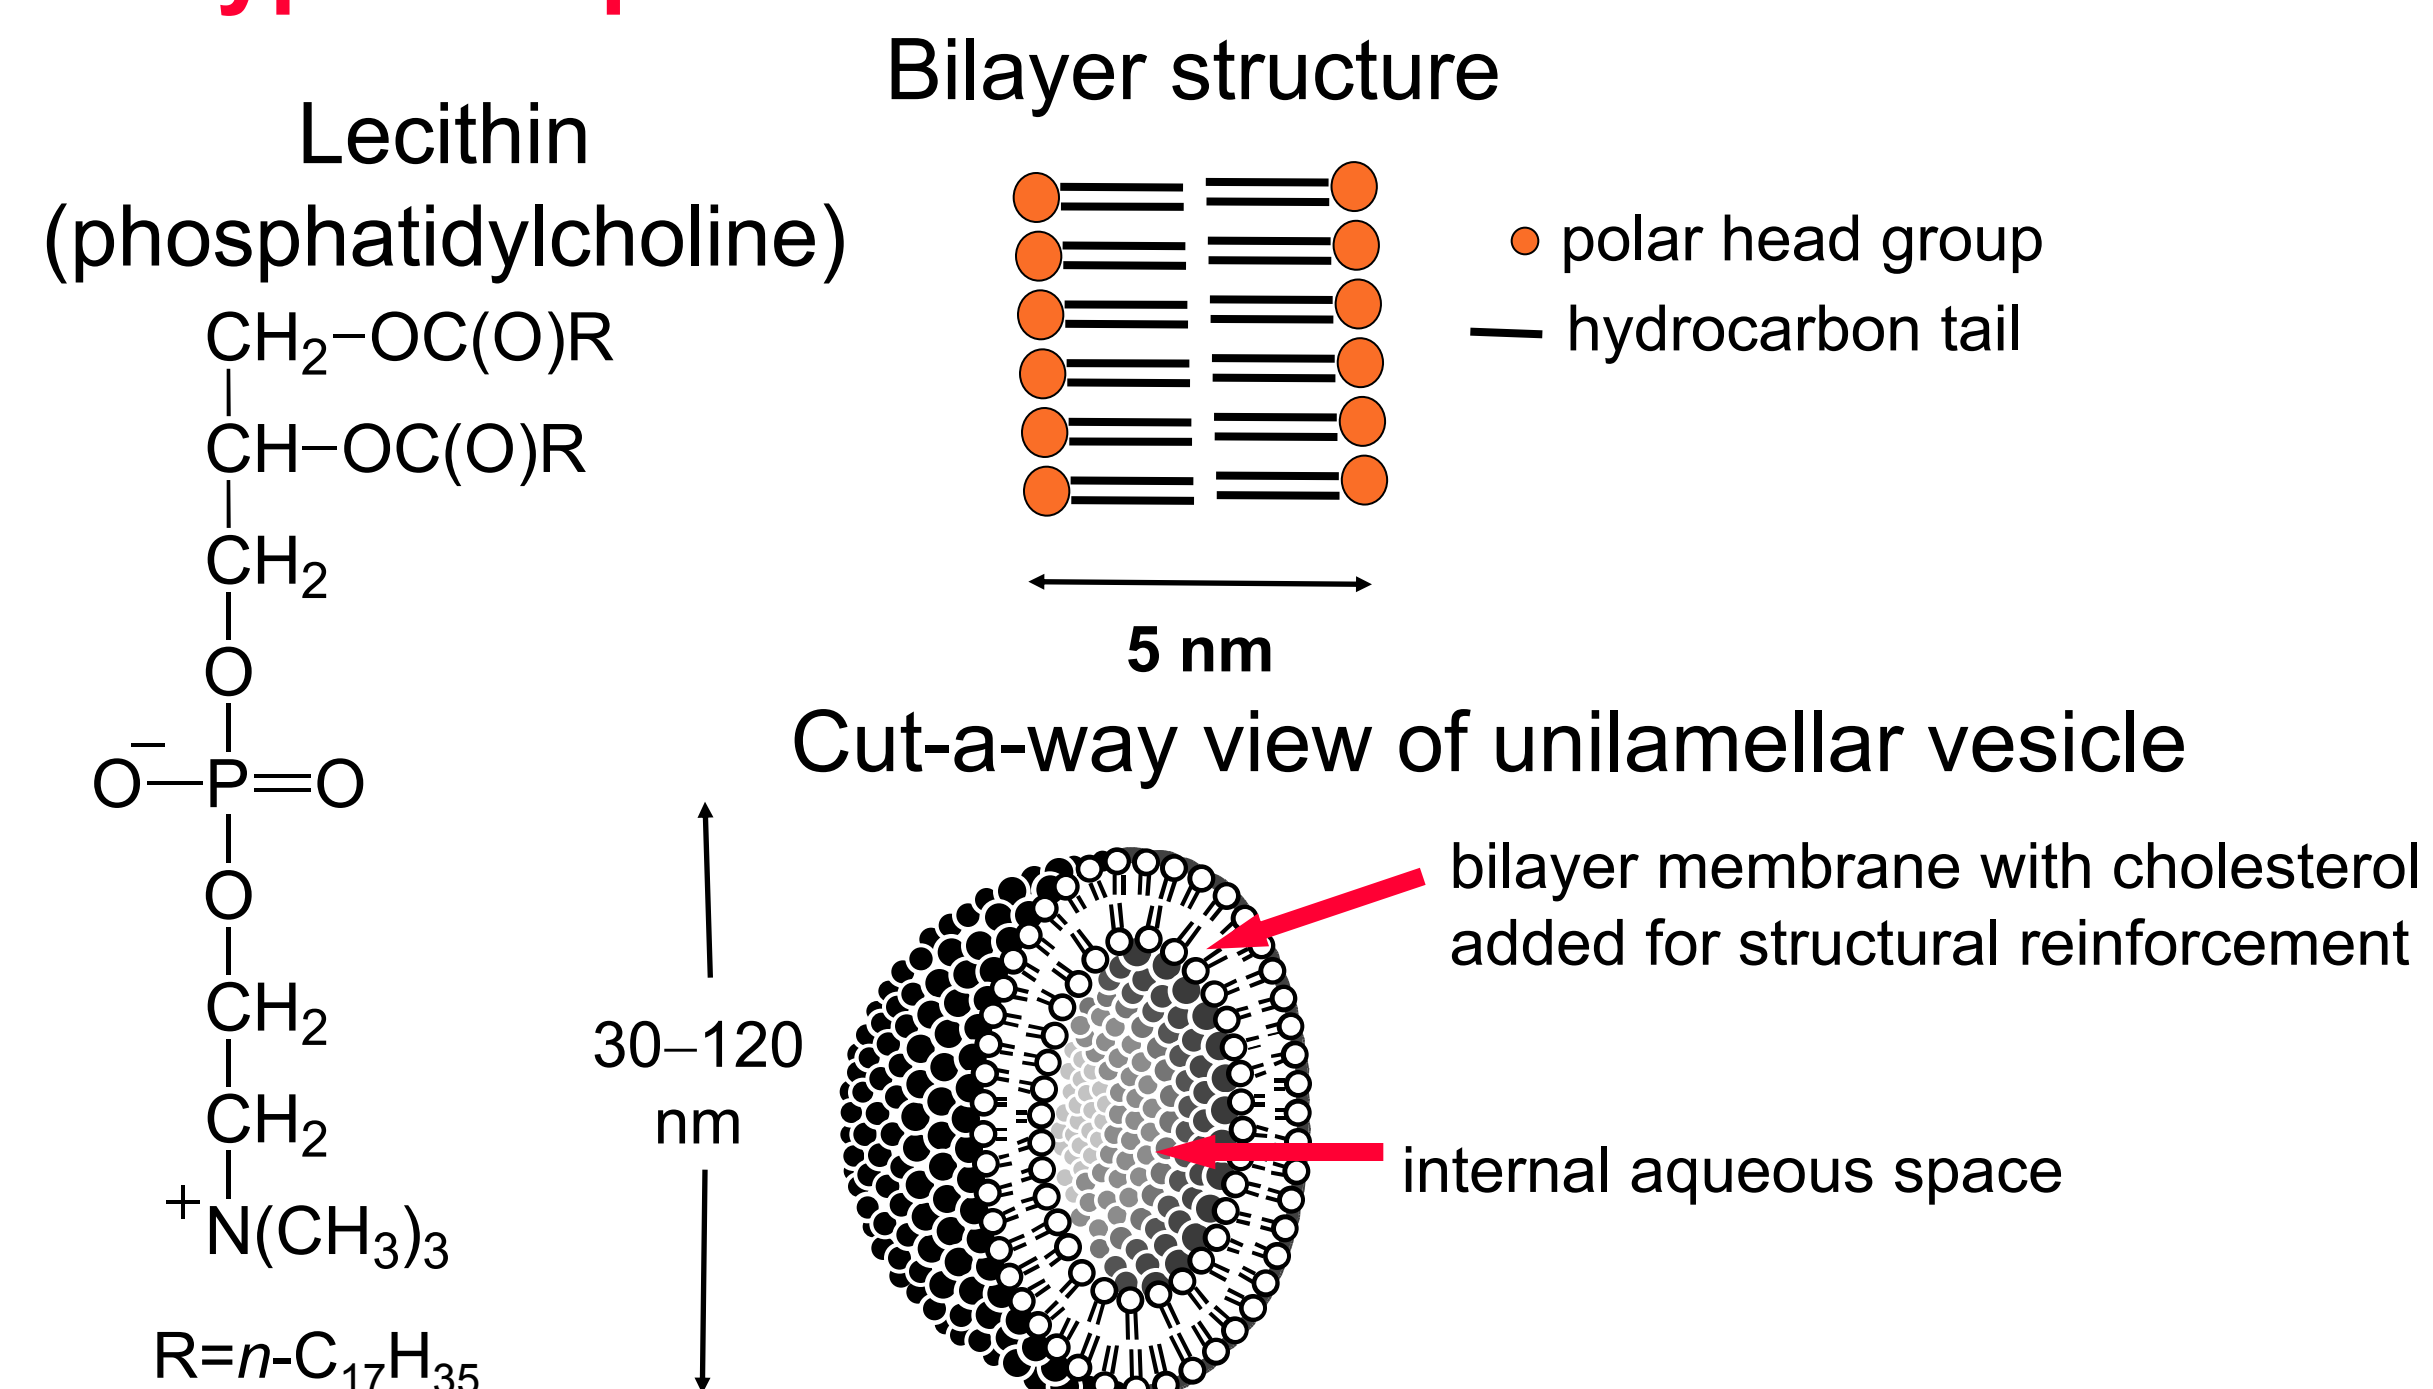 Bilayer structure
Lecithin
(phosphatidylcholine)
CH2–OC(O)R
CH–OC(O)R
CH2
O
O–P=O
–
O
CH2
CH2
+N(CH3)3
R=n-C17H35
polar head group
hydrocarbon tail
5 nm
Cut-a-way view of unilamellar vesicle
30–120
nm
bilayer membrane with cholesterol
added for structural reinforcement
internal aqueous space